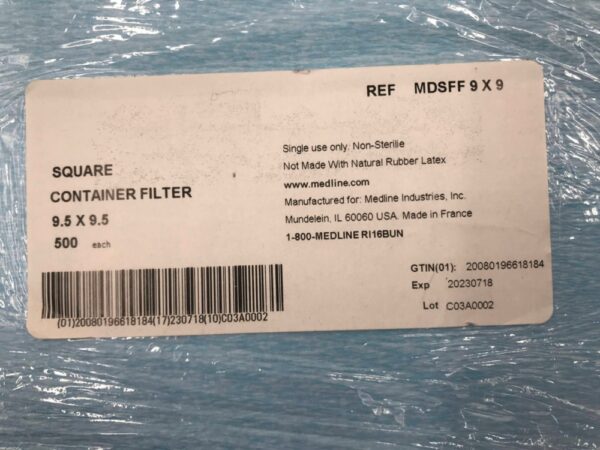 REF MDSFF 9 X 9
SQUARE
CONTAINER FILTER
9.5 X 9.5
500 each
Single use only. Non-Sterilie
Not Made With Natural Rubber Latex
www.medline.com
Manufactured for: Medline Industries, Inc.
Mundelein, IL 60060 USA. Made in France
1-800-MEDLINE RI16BUN
GTIN(01): 20080196618184
Exp 20230718
Lot C03A0002
(01)20080196618184(17)230718(10)C03A0002